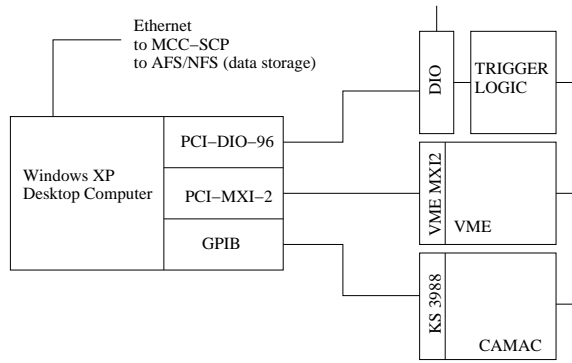 Ethernet
to MCC−SCP
to AFS/NFS (data storage)
Windows XP
Desktop Computer
PCI−DIO−96
PCI−MXI−2
GPIB
DIO
TRIGGER
LOGIC
VME MXI2
VME
KS 3988
CAMAC